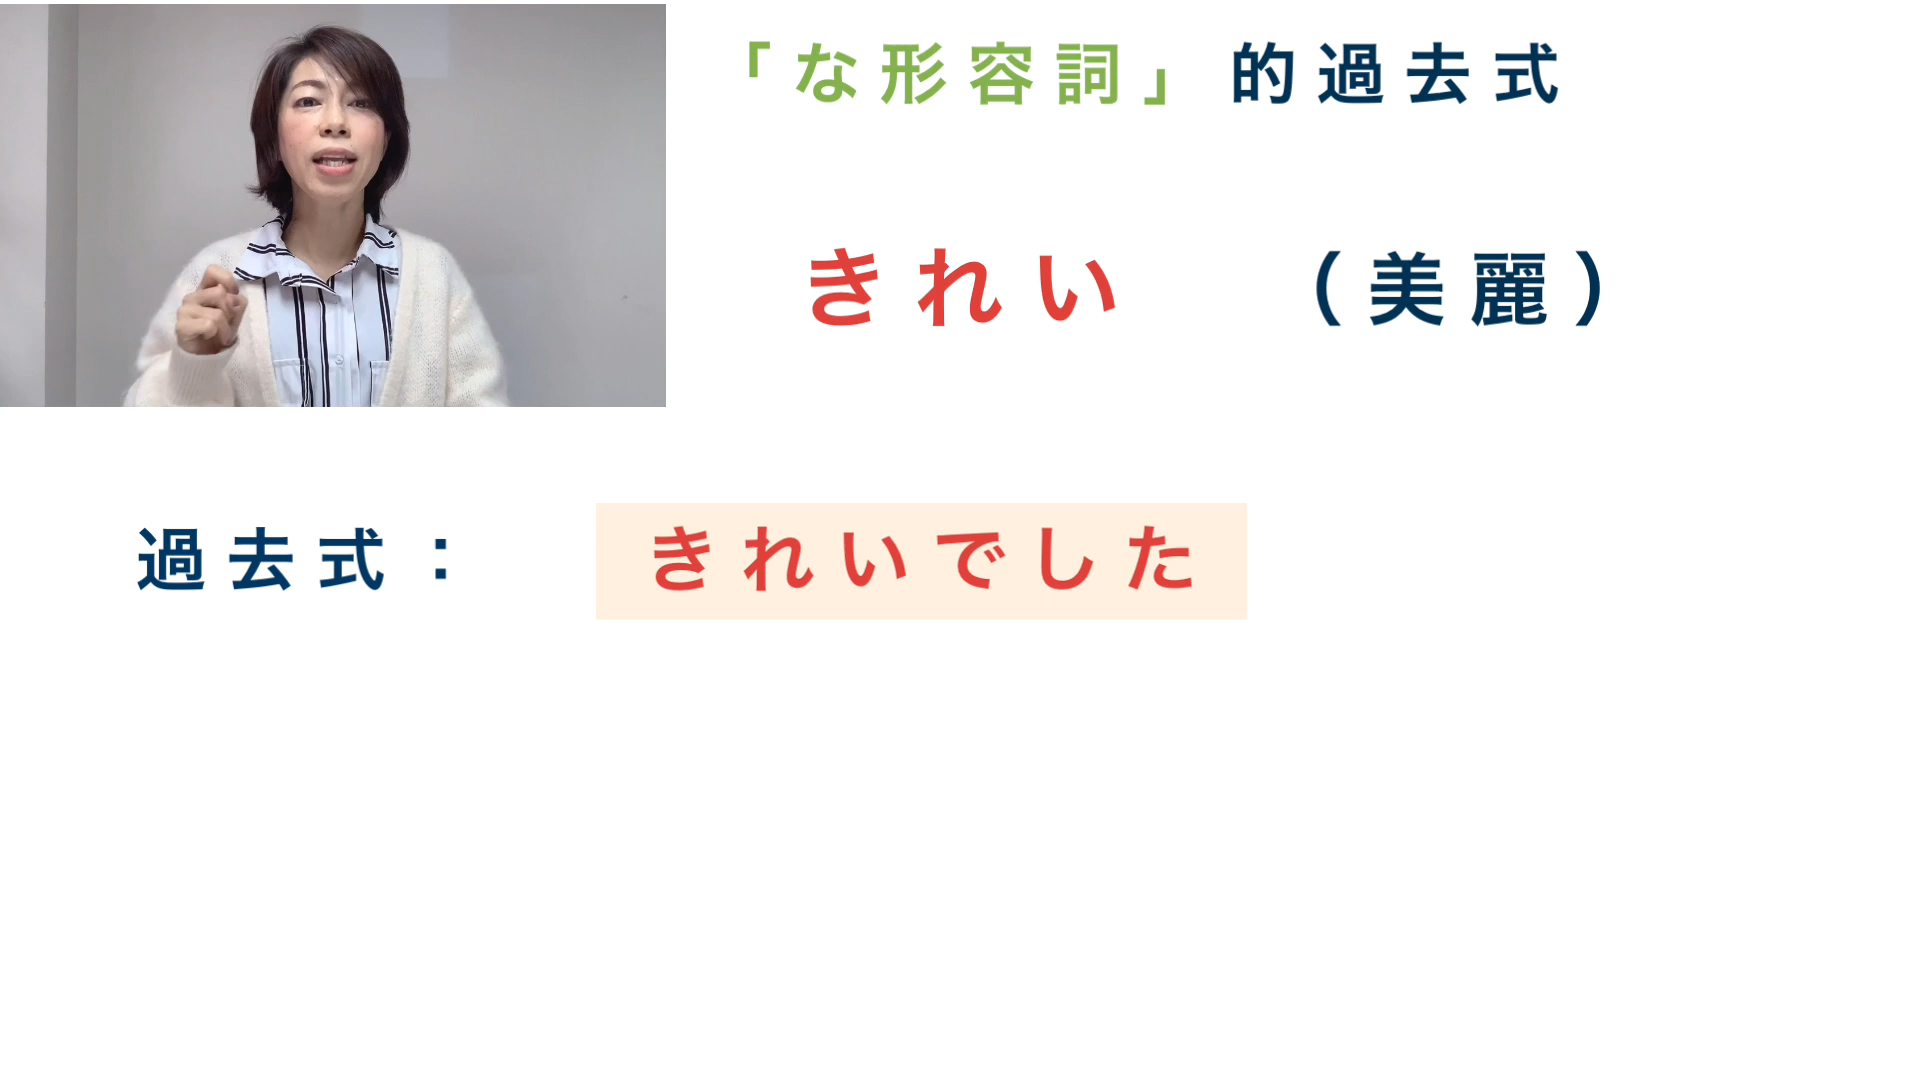 「な形容詞」的過去式
きれい （美麗）
過去式： きれいでした